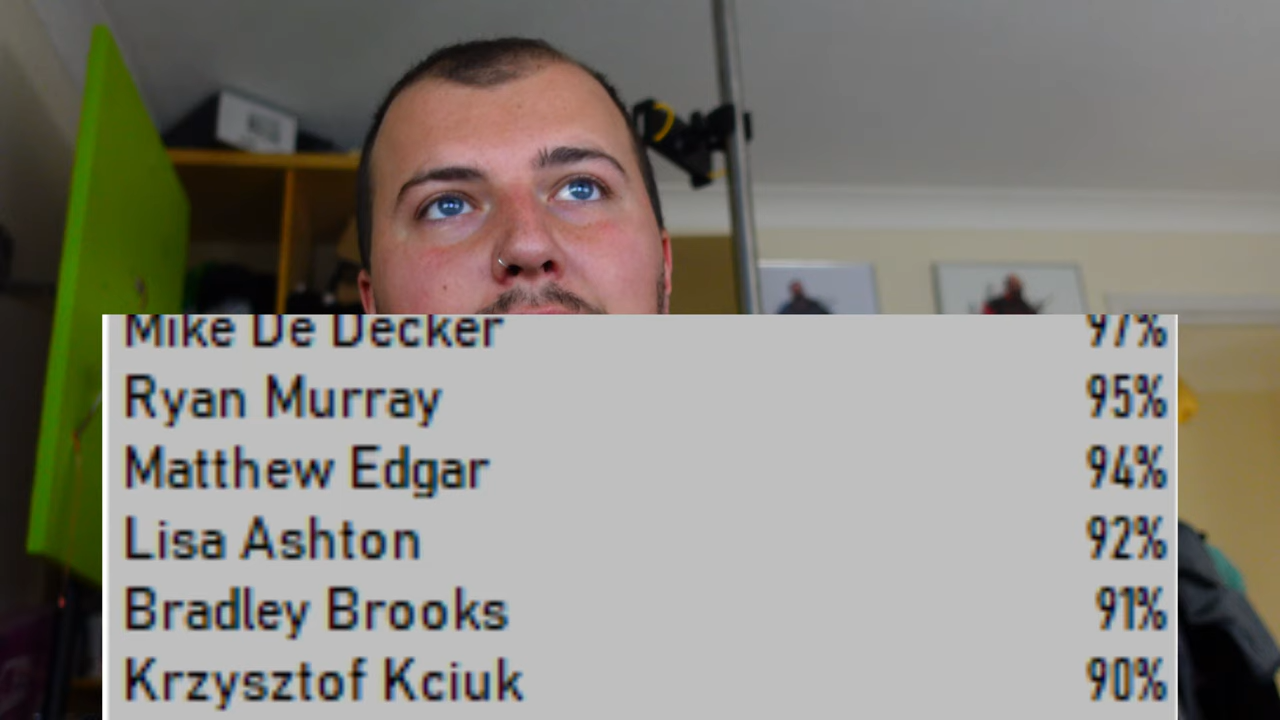 Mike De Decker 97%
Ryan Murray 95%
Matthew Edgar 94%
Lisa Ashton 92%
Bradley Brooks 91%
Krzysztof Kciuk 90%